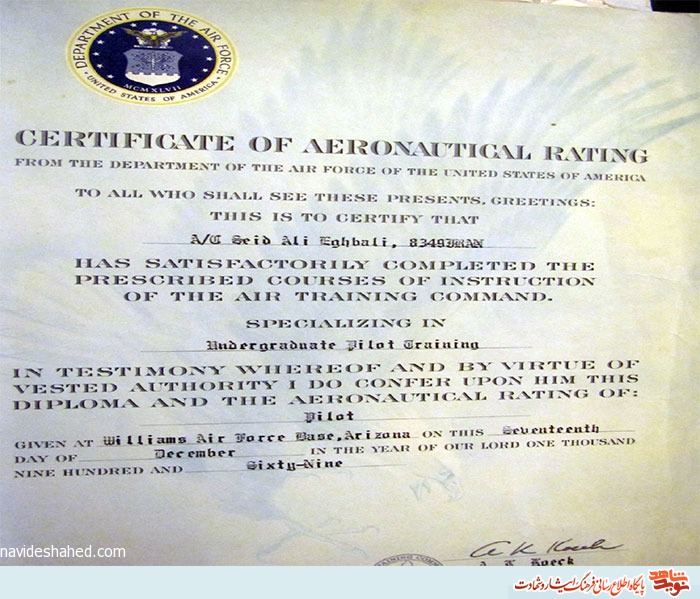 DEPARTMENT OF THE AIR FORCE
MCMXLVII
UNITED STATES OF AMERICA
CERTIFICATE OF AERONAUTICAL RATING
FROM THE DEPARTMENT OF THE AIR FORCE OF THE UNITED STATES OF AMERICA
TO ALL WHO SHALL SEE THESE PRESENTS, GREETINGS:
THIS IS TO CERTIFY THAT
A/C Seid Ali Eghbali, 8349IRAN
HAS SATISFACTORILY COMPLETED THE
PRESCRIBED COURSES OF INSTRUCTION
OF THE AIR TRAINING COMMAND.
SPECIALIZING IN
Undergraduate Pilot Training
IN TESTIMONY WHEREOF AND BY VIRTUE OF
VESTED AUTHORITY I DO CONFER UPON HIM THIS
DIPLOMA AND THE AERONAUTICAL RATING OF:
Pilot
GIVEN AT Williams Air Force Base, Arizona ON THIS Seventeenth
DAY OF December IN THE YEAR OF OUR LORD ONE THOUSAND
NINE HUNDRED AND Sixty-Nine
A K Koeck
A. K. Koeck
navideshahed.com
نوید شاهد پایگاه اطلاع رسانی فرهنگ ایثار و شهادت